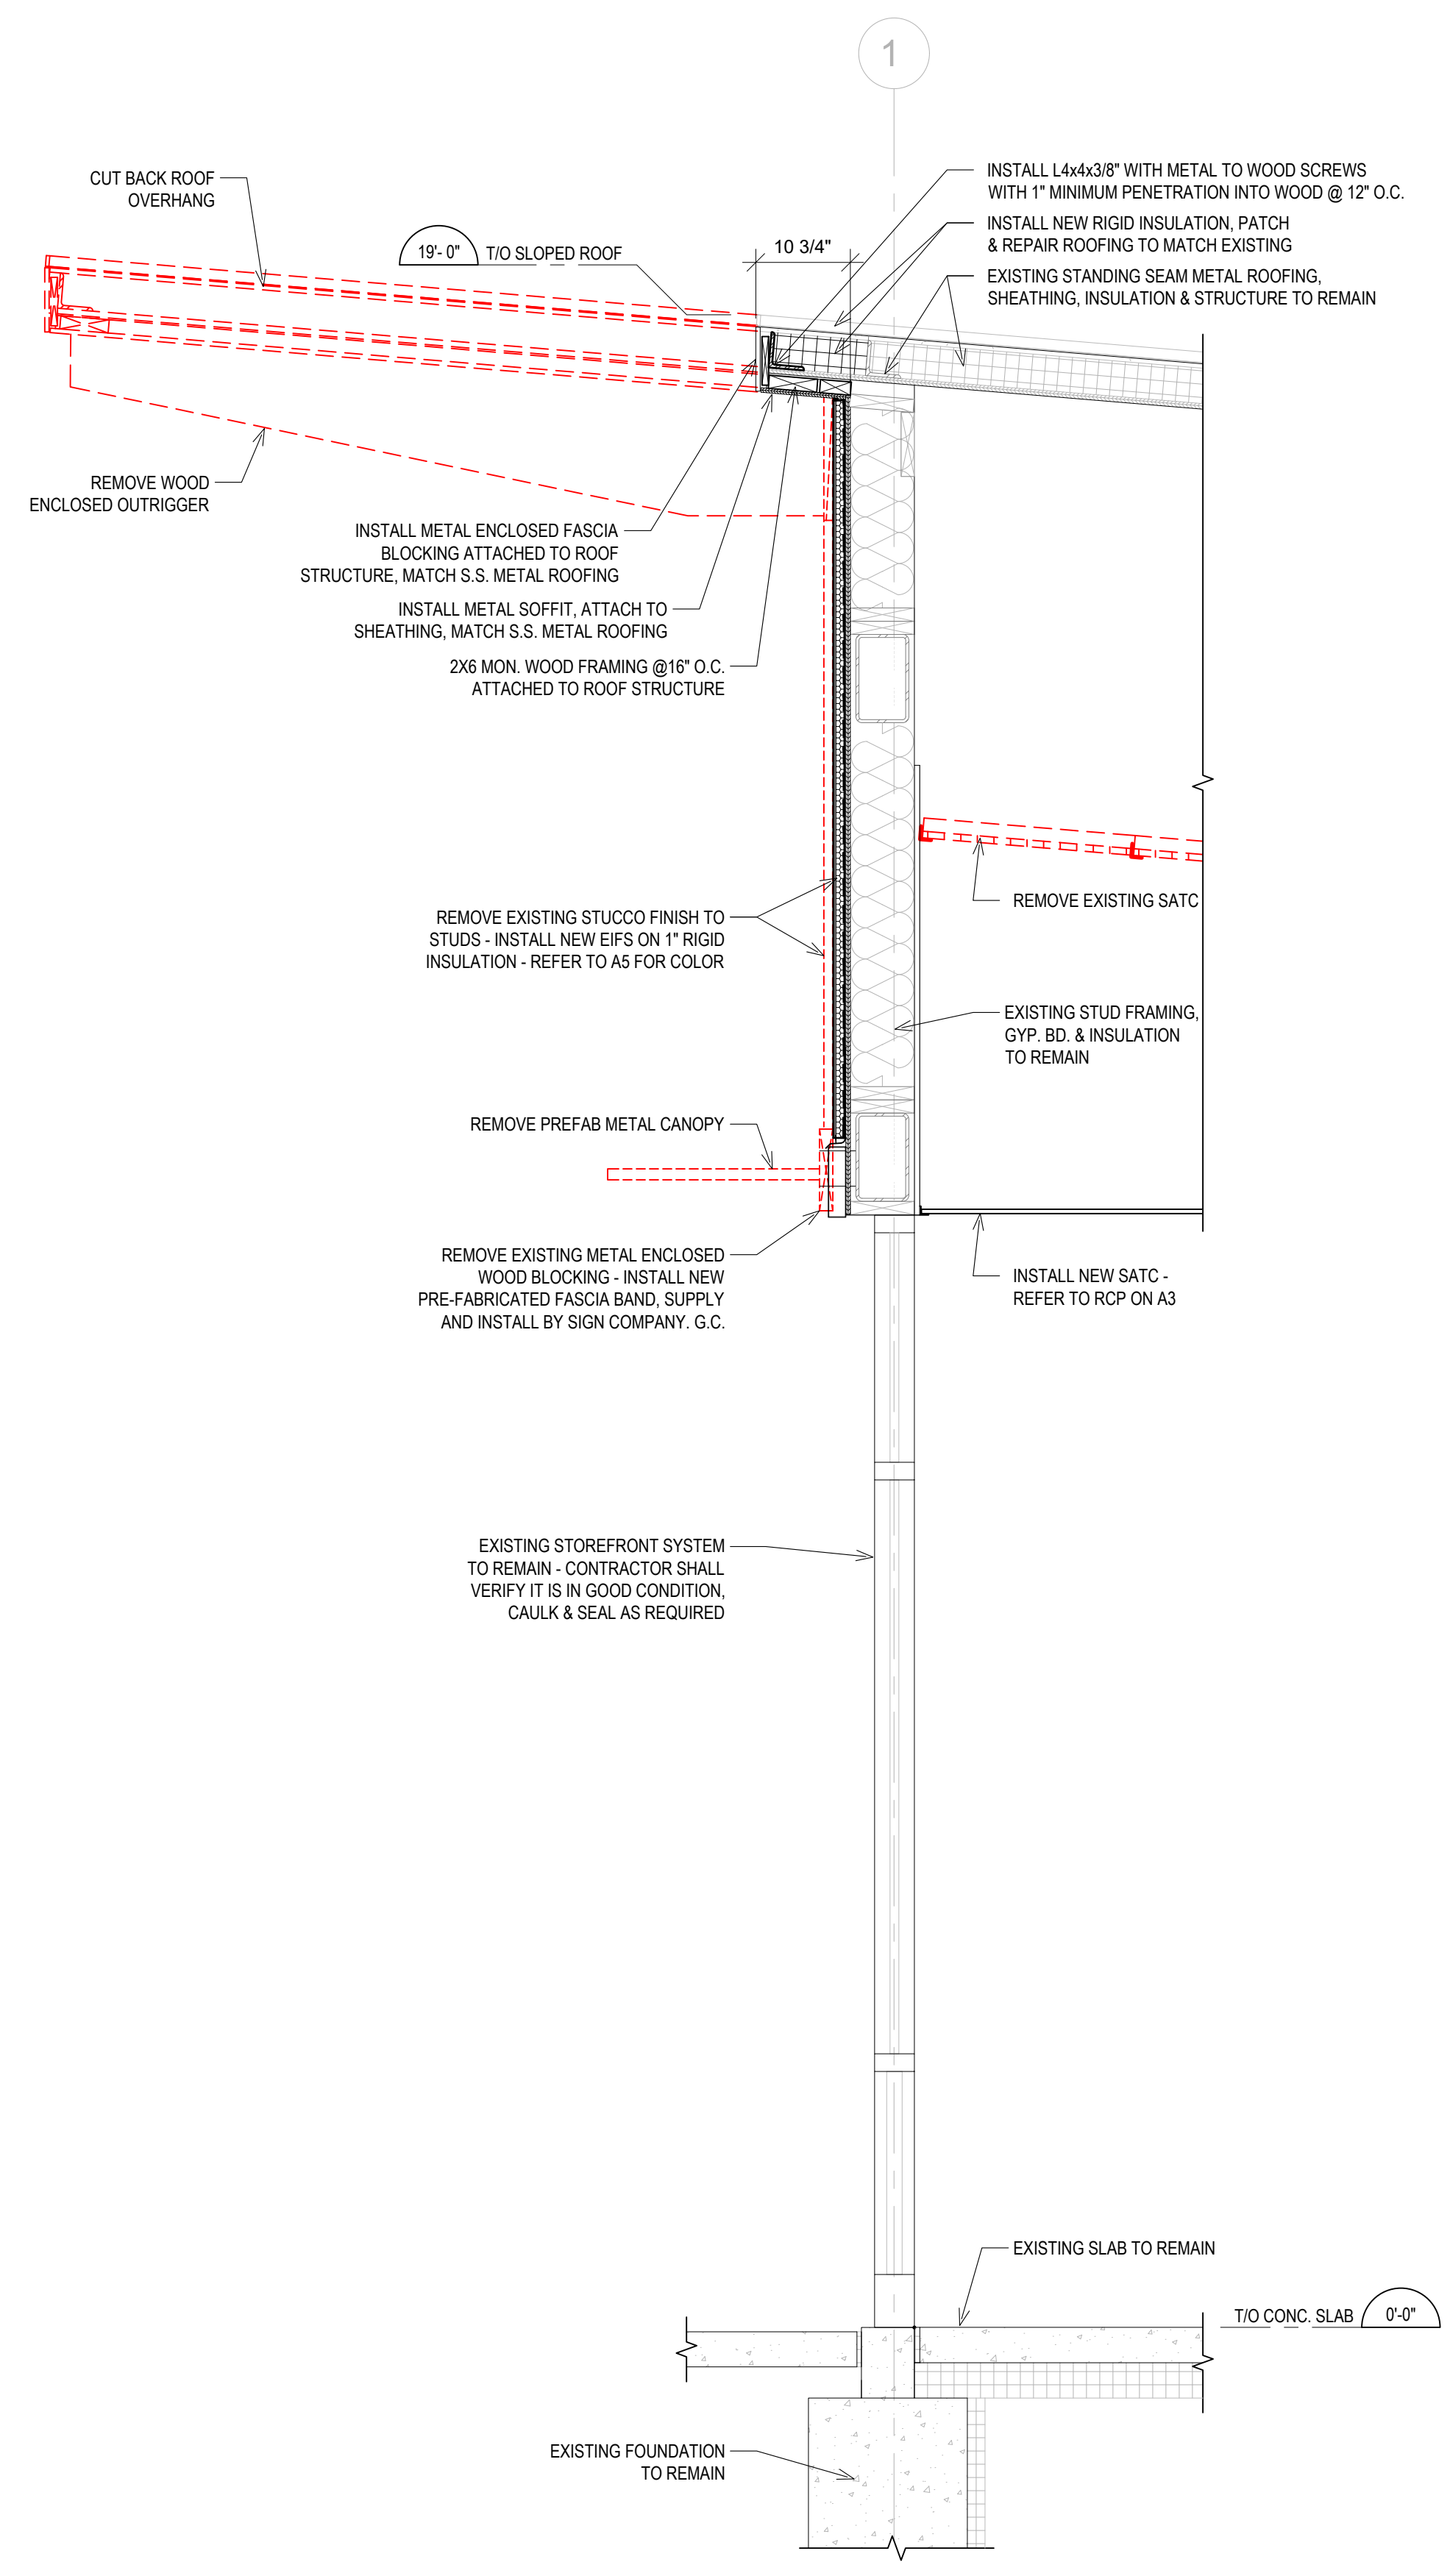 1
CUT BACK ROOF
OVERHANG
19'- 0"
T/O SLOPED ROOF
10 3/4"
INSTALL L4x4x3/8" WITH METAL TO WOOD SCREWS
WITH 1" MINIMUM PENETRATION INTO WOOD @ 12" O.C.
INSTALL NEW RIGID INSULATION, PATCH
& REPAIR ROOFING TO MATCH EXISTING
EXISTING STANDING SEAM METAL ROOFING,
SHEATHING, INSULATION & STRUCTURE TO REMAIN
REMOVE WOOD
ENCLOSED OUTRIGGER
INSTALL METAL ENCLOSED FASCIA
BLOCKING ATTACHED TO ROOF
STRUCTURE, MATCH S.S. METAL ROOFING
INSTALL METAL SOFFIT, ATTACH TO
SHEATHING, MATCH S.S. METAL ROOFING
2X6 MON. WOOD FRAMING @16" O.C.
ATTACHED TO ROOF STRUCTURE
REMOVE EXISTING SATC
REMOVE EXISTING STUCCO FINISH TO
STUDS - INSTALL NEW EIFS ON 1" RIGID
INSULATION - REFER TO A5 FOR COLOR
EXISTING STUD FRAMING,
GYP. BD. & INSULATION
TO REMAIN
REMOVE PREFAB METAL CANOPY
REMOVE EXISTING METAL ENCLOSED
WOOD BLOCKING - INSTALL NEW
PRE-FABRICATED FASCIA BAND, SUPPLY
AND INSTALL BY SIGN COMPANY. G.C.
INSTALL NEW SATC -
REFER TO RCP ON A3
EXISTING STOREFRONT SYSTEM
TO REMAIN - CONTRACTOR SHALL
VERIFY IT IS IN GOOD CONDITION,
CAULK & SEAL AS REQUIRED
EXISTING SLAB TO REMAIN
T/O CONC. SLAB
0'-0"
EXISTING FOUNDATION
TO REMAIN